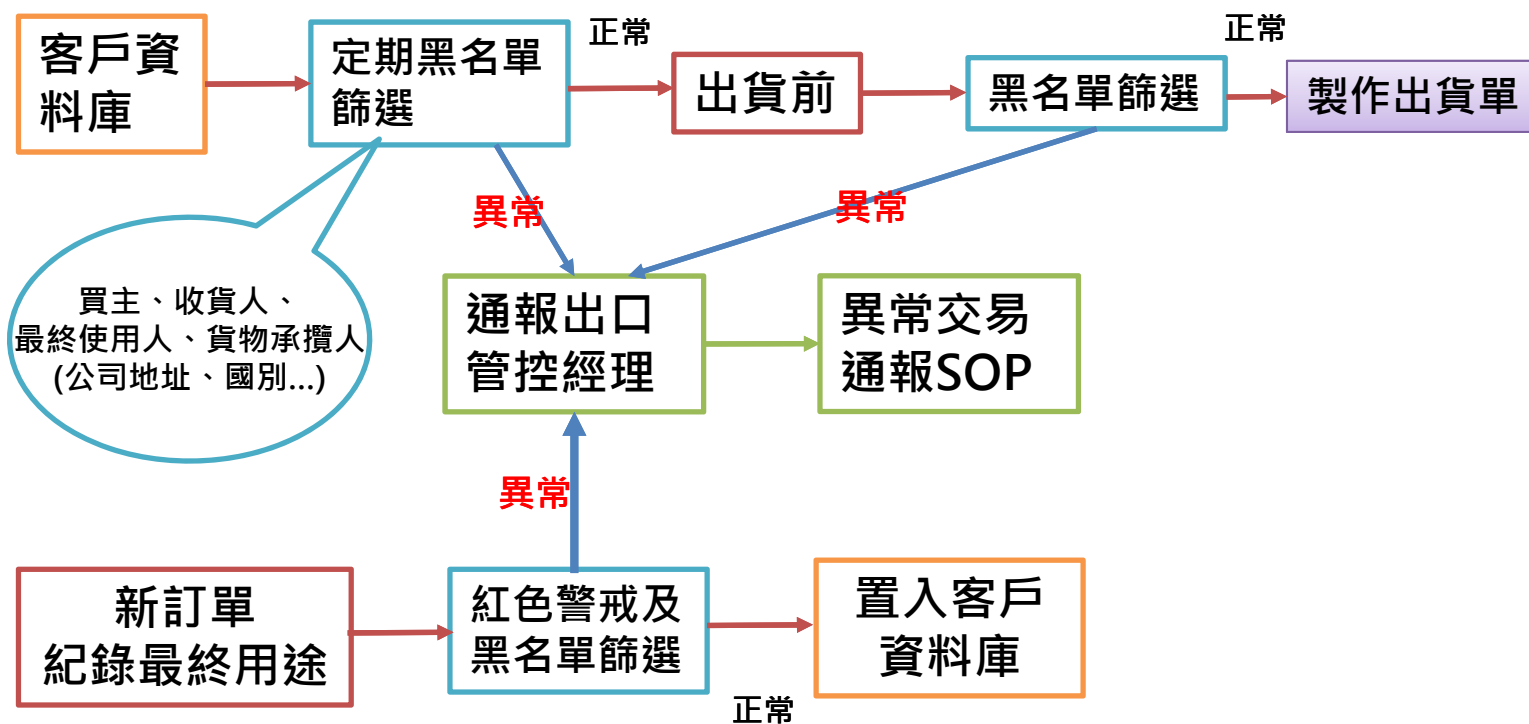 客戶資
料庫
定期黑名單
篩選
正常
出貨前
黑名單篩選
正常
製作出貨單
異常
異常
買主、收貨人、
最終使用人、貨物承攬人
(公司地址、國別...)
通報出口
管控經理
異常交易
通報SOP
異常
新訂單
紀錄最終用途
紅色警戒及
黑名單篩選
正常
置入客戶
資料庫